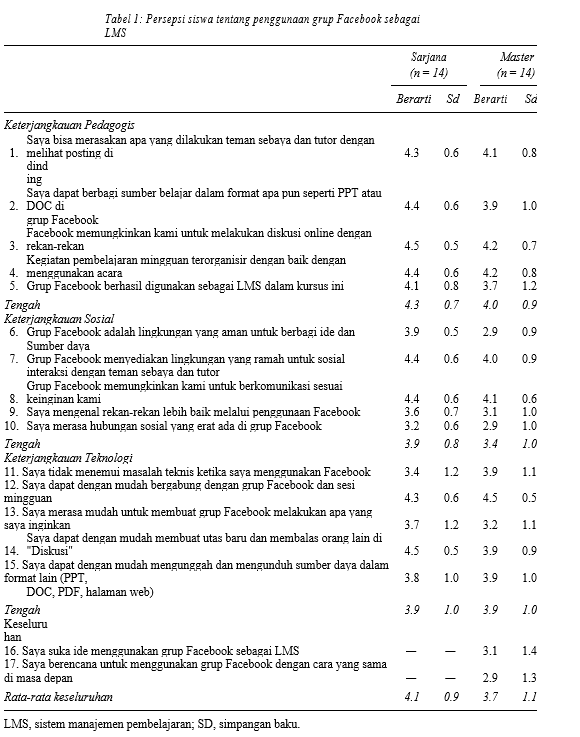 Tabel 1: Persepsi siswa tentang penggunaan grup Facebook sebagai
LMS
Sarjana Master
(n = 14) (n = 14)
Berarti Sd Berarti Sd
Keterjangkauan Pedagogis
Saya bisa merasakan apa yang dilakukan teman sebaya dan tutor dengan
1. melihat posting di 4.3 0.6 4.1 0.8
dind
ing
Saya dapat berbagi sumber belajar dalam format apa pun seperti PPT atau
2. DOC di 4.4 0.6 3.9 1.0
grup Facebook
Facebook memungkinkan kami untuk melakukan diskusi online dengan
3. rekan-rekan 4.5 0.5 4.2 0.7
Kegiatan pembelajaran mingguan terorganisir dengan baik dengan
4. menggunakan acara 4.4 0.6 4.2 0.8
5. Grup Facebook berhasil digunakan sebagai LMS dalam kursus ini 4.1 0.8 3.7 1.2
Tengah 4.3 0.7 4.0 0.9
Keterjangkauan Sosial
6. Grup Facebook adalah lingkungan yang aman untuk berbagi ide dan 3.9 0.5 2.9 0.9
Sumber daya
7. Grup Facebook menyediakan lingkungan yang ramah untuk sosial 4.4 0.6 4.0 0.9
interaksi dengan teman sebaya dan tutor
Grup Facebook memungkinkan kami untuk berkomunikasi sesuai
8. keinginan kami 4.4 0.6 4.1 0.6
9. Saya mengenal rekan-rekan lebih baik melalui penggunaan Facebook 3.6 0.7 3.1 1.0
10. Saya merasa hubungan sosial yang erat ada di grup Facebook 3.2 0.6 2.9 1.0
Tengah 3.9 0.8 3.4 1.0
Keterjangkauan Teknologi
11. Saya tidak menemui masalah teknis ketika saya menggunakan Facebook 3.4 1.2 3.9 1.1
12. Saya dapat dengan mudah bergabung dengan grup Facebook dan sesi
mingguan 4.3 0.6 4.5 0.5
13. Saya merasa mudah untuk membuat grup Facebook melakukan apa yang
saya inginkan 3.7 1.2 3.2 1.1
Saya dapat dengan mudah membuat utas baru dan membalas orang lain di
14. "Diskusi" 4.5 0.5 3.9 0.9
15. Saya dapat dengan mudah mengunggah dan mengunduh sumber daya dalam
format lain (PPT, 3.8 1.0 3.9 1.0
DOC, PDF, halaman web)
Tengah 3.9 1.0 3.9 1.0
Keseluru
han
16. Saya suka ide menggunakan grup Facebook sebagai LMS — — 3.1 1.4
17. Saya berencana untuk menggunakan grup Facebook dengan cara yang sama
di masa depan — — 2.9 1.3
Rata-rata keseluruhan 4.1 0.9 3.7 1.1
LMS, sistem manajemen pembelajaran; SD, simpangan baku.